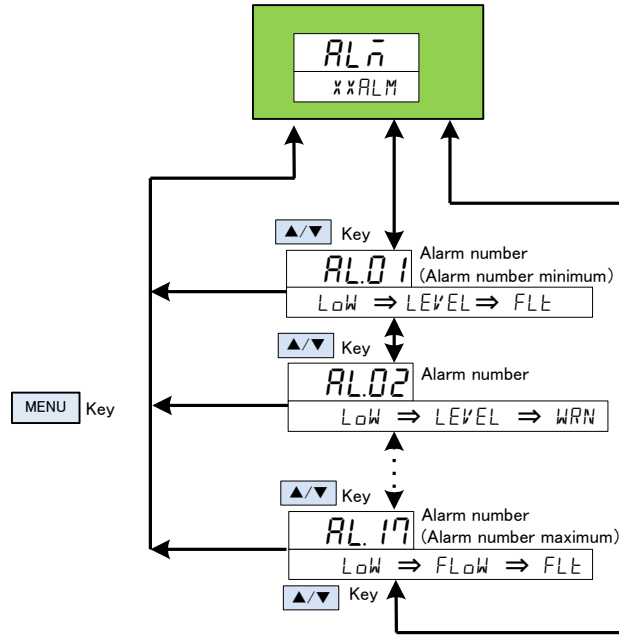 ALM
XXALM
▲/▼ Key
AL.01
Alarm number
(Alarm number minimum)
LoW ⇒ LEVEL ⇒ FLt
▲/▼ Key
AL.02
Alarm number
LoW ⇒ LEVEL ⇒ WRN
MENU Key
▲/▼ Key
AL.17
Alarm number
(Alarm number maximum)
LoW ⇒ FLoW ⇒ FLt
▲/▼ Key